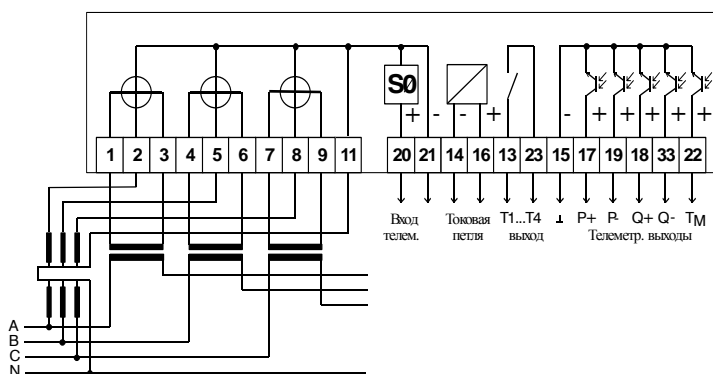 S0
+ - - + - + + + + +
1 2 3 4 5 6 7 8 9 11 20 21 14 16 13 23 15 17 19 18 33 22
Вход Токовая T1...T4 ⊥ P+ P- Q+ Q- TM
телем. петля выход Телеметр. выходы
A
B
C
N